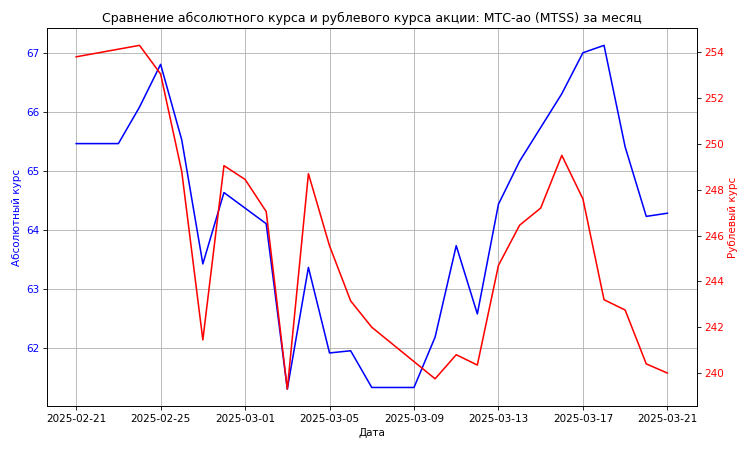 Сравнение абсолютного курса и рублевого курса акции: МТС-ао (MTSS) за месяц
67
66
65
64
63
62
Абсолютный курс
254
252
250
248
246
244
242
240
Рублевый курс
2025-02-21 2025-02-25 2025-03-01 2025-03-05 2025-03-09 2025-03-13 2025-03-17 2025-03-21
Дата